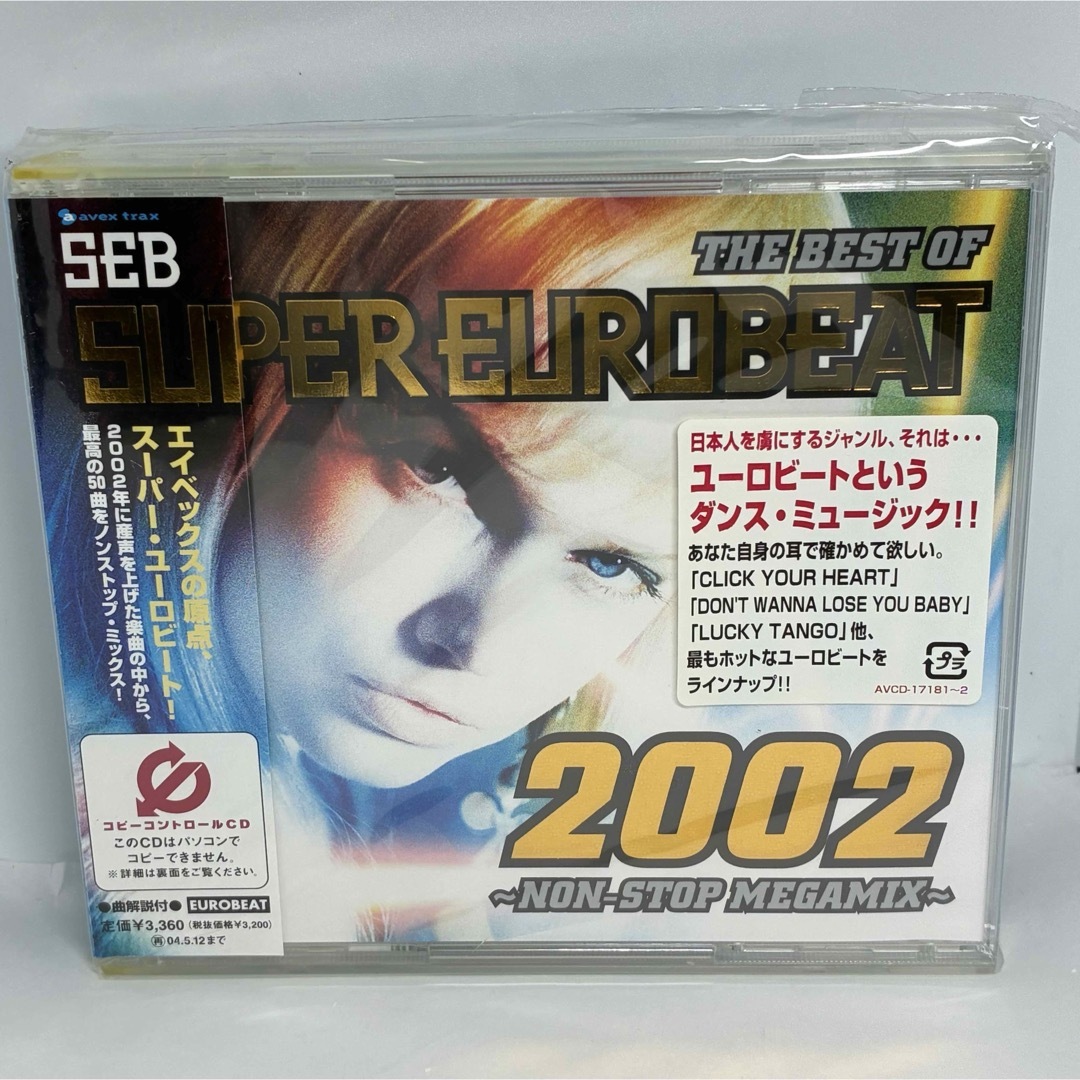 avex trax
SEB
THE BEST OF
SUPER EUROBEAT
エイベックスの原点、
スーパー・ユーロビート!
2002年に産声を上げた楽曲の中から、
最高の50曲をノンストップ・ミックス!
日本人を虜にするジャンル、それは・・・
ユーロビートという
ダンス・ミュージック!!
あなた自身の耳で確かめて欲しい。
「CLICK YOUR HEART」
「DON'T WANNA LOSE YOU BABY」
「LUCKY TANGO」他、
最もホットなユーロビートを
ラインナップ!!
プラ
AVCD-17181~2
2002
~NON-STOP MEGAMIX~
コピーコントロールCD
このCDはパソコンで
コピーできません。
※詳細は裏面をご覧ください。
●曲解説付● EUROBEAT
定価¥3,360(税抜価格¥3,200)
再 04.5.12まで